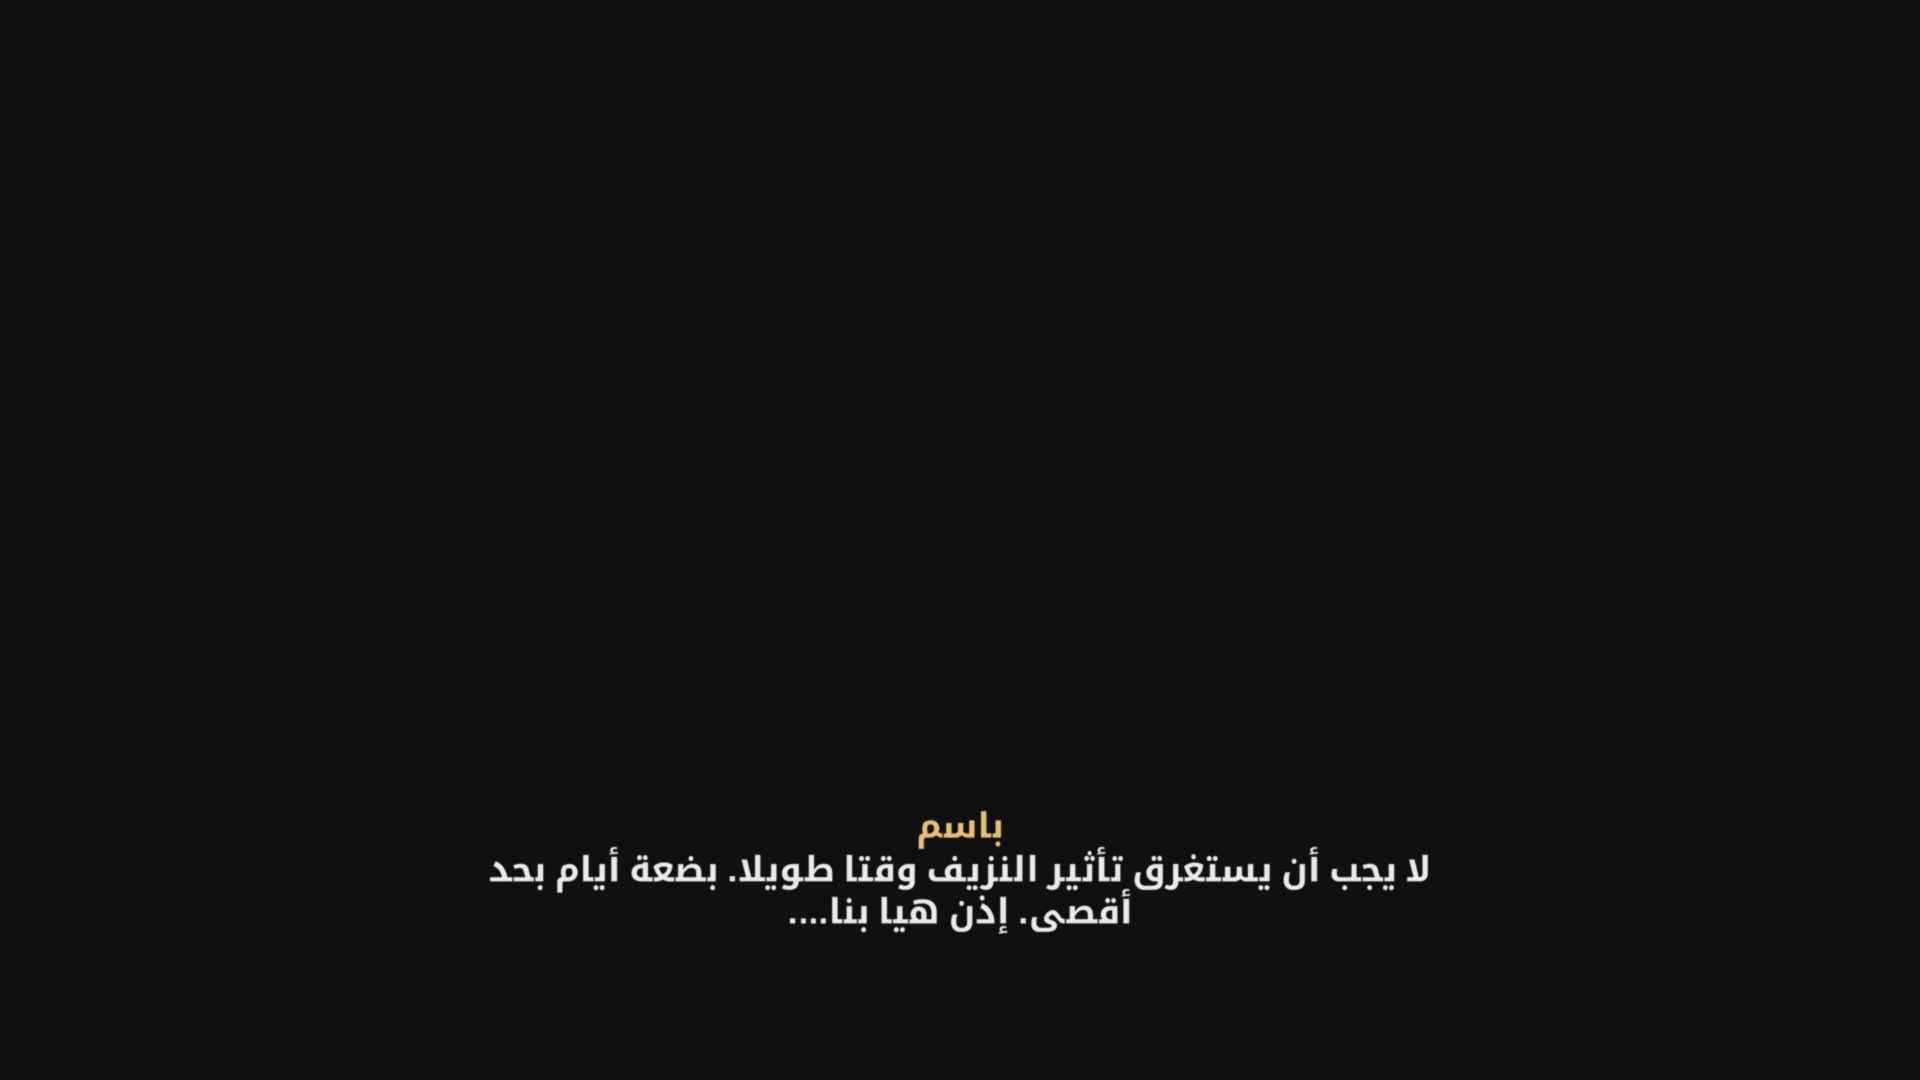 باسم
لا يجب أن يستغرق تأثير النزيف وقتا طويلا. بضعة أيام بحد
أقصى. إذن هيا بنا....